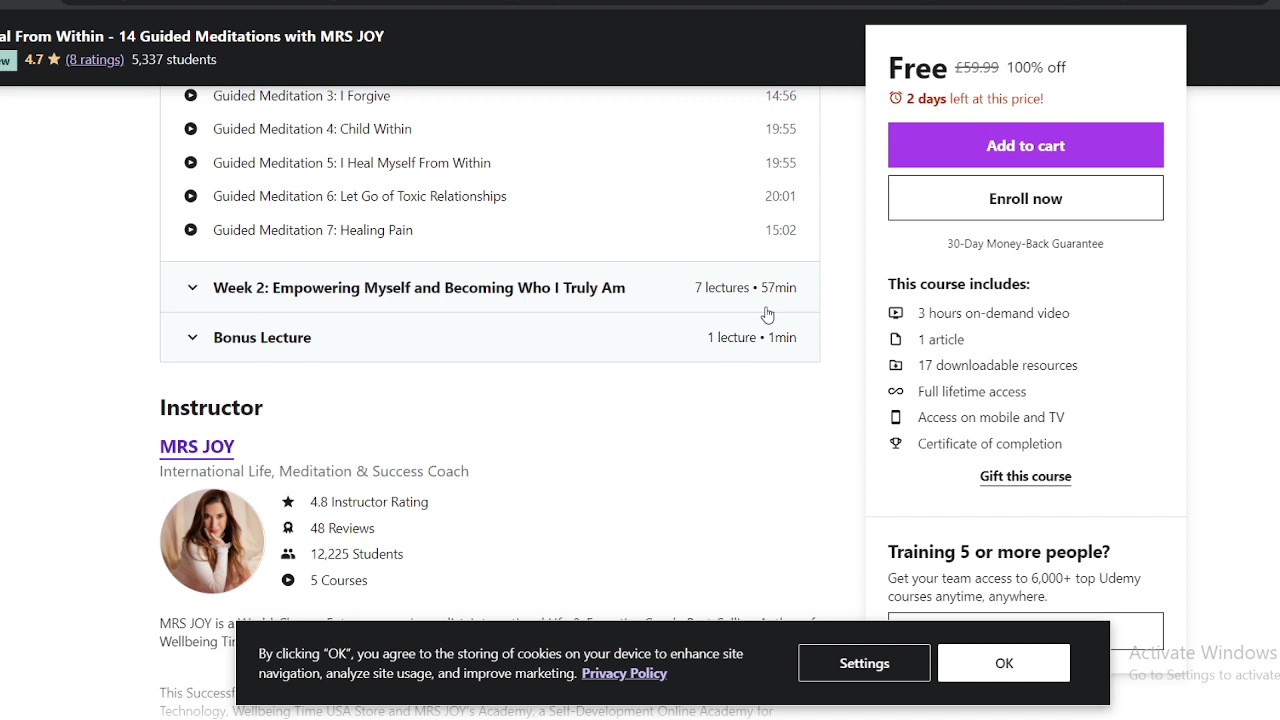 al From Within - 14 Guided Meditations with MRS JOY
ew 4.7 (8 ratings) 5,337 students
Guided Meditation 3: I Forgive 14:56
Guided Meditation 4: Child Within 19:55
Guided Meditation 5: I Heal Myself From Within 19:55
Guided Meditation 6: Let Go of Toxic Relationships 20:01
Guided Meditation 7: Healing Pain 15:02
Week 2: Empowering Myself and Becoming Who I Truly Am 7 lectures • 57min
Bonus Lecture 1 lecture • 1min
Instructor
MRS JOY
International Life, Meditation & Success Coach
4.8 Instructor Rating
48 Reviews
12,225 Students
5 Courses
MRS JOY is a
Wellbeing
This Successf
Technology, Wellbeing Time USA Store and MRS JOY's Academy, a Self-Development Online Academy for
Free £59.99 100% off
2 days left at this price!
Add to cart
Enroll now
30-Day Money-Back Guarantee
This course includes:
3 hours on-demand video
1 article
17 downloadable resources
Full lifetime access
Access on mobile and TV
Certificate of completion
Gift this course
Training 5 or more people?
Get your team access to 6,000+ top Udemy
courses anytime, anywhere.
By clicking "OK", you agree to the storing of cookies on your device to enhance site
navigation, analyze site usage, and improve marketing. Privacy Policy
Settings
OK
Activate Windows
Go to Settings to activate